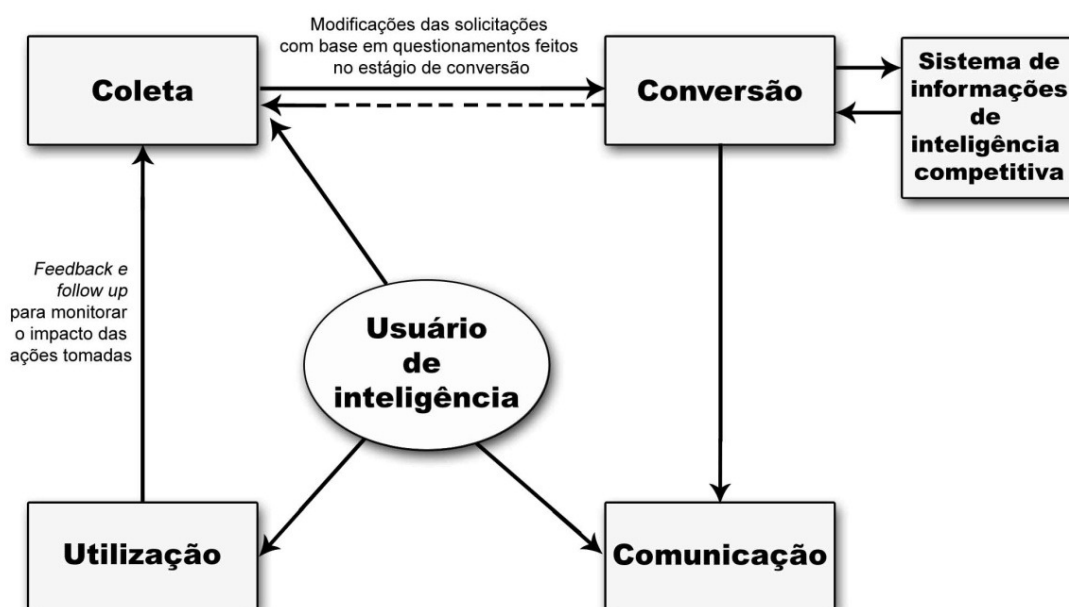 Modificações das solicitações
com base em questionamentos feitos
no estágio de conversão
Coleta
Conversão
Sistema de
informações
de
inteligência
competitiva
Feedback e
follow up
para monitorar
o impacto das
ações tomadas
Usuário
de
inteligência
Utilização
Comunicação